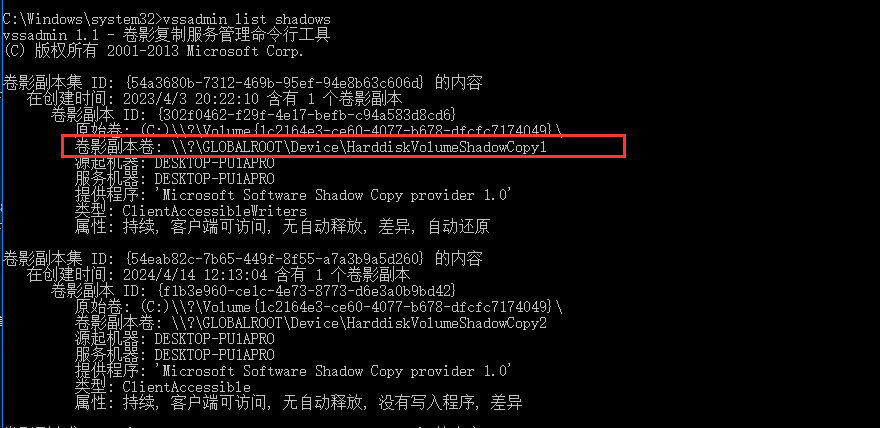 C:\Windows\system32>vssadmin list shadows
vssadmin 1.1 - 卷影复制服务管理命令行工具
(C) 版权所有 2001-2013 Microsoft Corp.
卷影副本集 ID: {54a3680b-7312-469b-95ef-94e8b63c606d} 的内容
在创建时间: 2023/4/3 20:22:10 含有 1 个卷影副本
卷影副本 ID: {302f0462-f29f-4e17-befb-c94a583d8cd6}
原始卷: (C:)\\?\Volume{1c2164e3-ce60-4077-b678-dfcfc7174049}\
卷影副本卷: \\?\GLOBALROOT\Device\HarddiskVolumeShadowCopy1
源起机器: DESKTOP-PU1APRO
服务机器: DESKTOP-PU1APRO
提供程序: 'Microsoft Software Shadow Copy provider 1.0'
类型: ClientAccessibleWriters
属性: 持续, 客户端可访问, 无自动释放, 差异, 自动还原
卷影副本集 ID: {54eab82c-7b65-449f-8f55-a7a3b9a5d260} 的内容
在创建时间: 2024/4/14 12:13:04 含有 1 个卷影副本
卷影副本 ID: {f1b3e960-ce1c-4e73-8773-d6e3a0b9bd42}
原始卷: (C:)\\?\Volume{1c2164e3-ce60-4077-b678-dfcfc7174049}\
卷影副本卷: \\?\GLOBALROOT\Device\HarddiskVolumeShadowCopy2
源起机器: DESKTOP-PU1APRO
服务机器: DESKTOP-PU1APRO
提供程序: 'Microsoft Software Shadow Copy provider 1.0'
类型: ClientAccessible
属性: 持续, 客户端可访问, 无自动释放, 没有写入程序, 差异